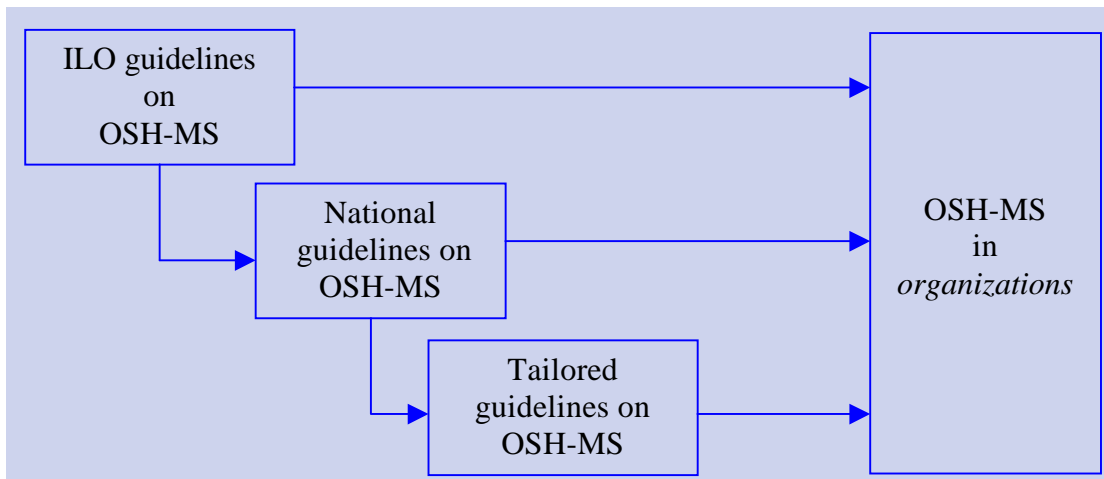 ILO guidelines
on
OSH-MS
National
guidelines on
OSH-MS
Tailored
guidelines on
OSH-MS
OSH-MS
in
organizations